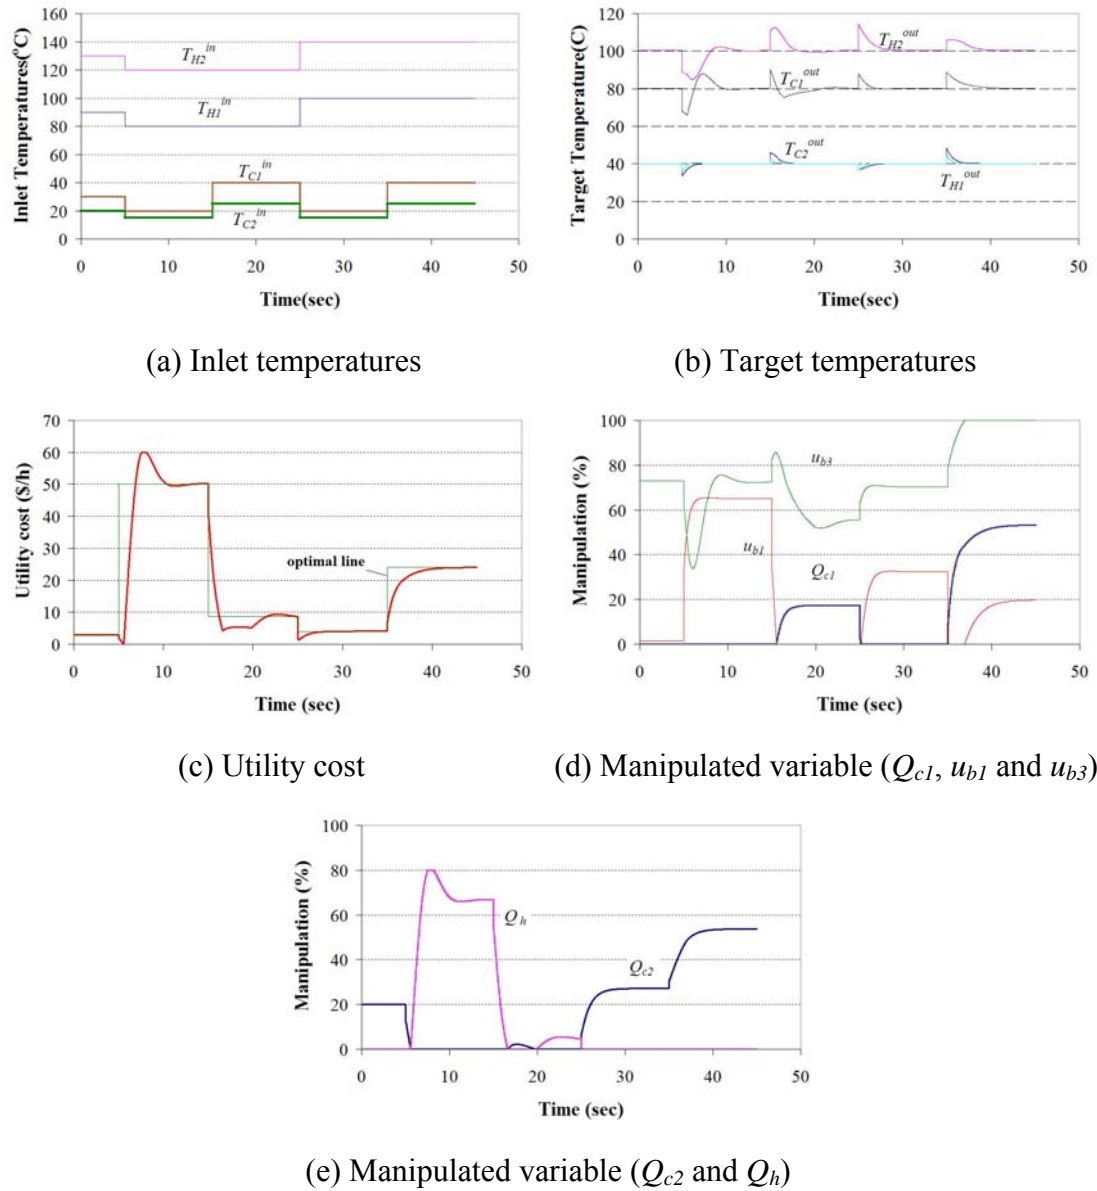 160
140
120
100
80
60
40
20
0
Inlet Temperatures(°C)
T_H2^in
T_H1^in
T_C1^in
T_C2^in
0 10 20 30 40 50
Time(sec)
(a) Inlet temperatures
120
100
80
60
40
20
0
Target Temperature(C)
T_H2^out
T_C1^out
T_C2^out
T_H1^out
0 10 20 30 40 50
Time(sec)
(b) Target temperatures
70
60
50
40
30
20
10
0
Utility cost ($/h)
optimal line
0 10 20 30 40 50
Time (sec)
(c) Utility cost
100
80
60
40
20
0
Manipulation (%)
u_b3
u_b1
Q_c1
0 10 20 30 40 50
Time (sec)
(d) Manipulated variable (Q_c1, u_b1 and u_b3)
100
80
60
40
20
0
Manipulation (%)
Q_h
Q_c2
0 10 20 30 40 50
Time (sec)
(e) Manipulated variable (Q_c2 and Q_h)